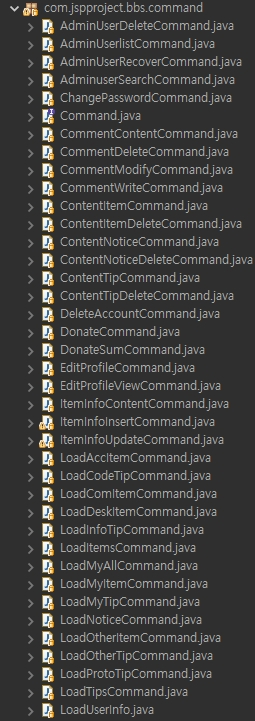 com.jspproject.bbs.command
AdminUserDeleteCommand.java
AdminUserlistCommand.java
AdminUserRecoverCommand.java
AdminuserSearchCommand.java
ChangePasswordCommand.java
Command.java
CommentContentCommand.java
CommentDeleteCommand.java
CommentModifyCommand.java
CommentWriteCommand.java
ContentItemCommand.java
ContentItemDeleteCommand.java
ContentNoticeCommand.java
ContentNoticeDeleteCommand.java
ContentTipCommand.java
ContentTipDeleteCommand.java
DeleteAccountCommand.java
DonateCommand.java
DonateSumCommand.java
EditProfileCommand.java
EditProfileViewCommand.java
ItemInfoContentCommand.java
ItemInfoInsertCommand.java
ItemInfoUpdateCommand.java
LoadAccItemCommand.java
LoadCodeTipCommand.java
LoadComItemCommand.java
LoadDeskItemCommand.java
LoadInfoTipCommand.java
LoadItemsCommand.java
LoadMyAllCommand.java
LoadMyItemCommand.java
LoadMyTipCommand.java
LoadNoticeCommand.java
LoadOtherItemCommand.java
LoadOtherTipCommand.java
LoadProtoTipCommand.java
LoadTipsCommand.java
LoadUserInfo.java